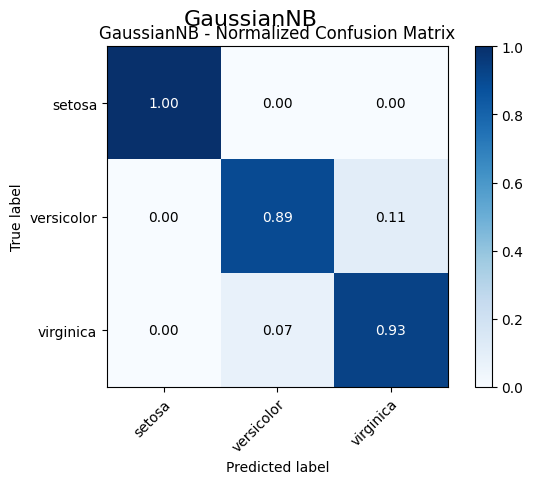 GaussianNB
GaussianNB - Normalized Confusion Matrix
True label
setosa 1.00 0.00 0.00
versicolor 0.00 0.89 0.11
virginica 0.00 0.07 0.93
setosa versicolor virginica
Predicted label
1.0
0.8
0.6
0.4
0.2
0.0